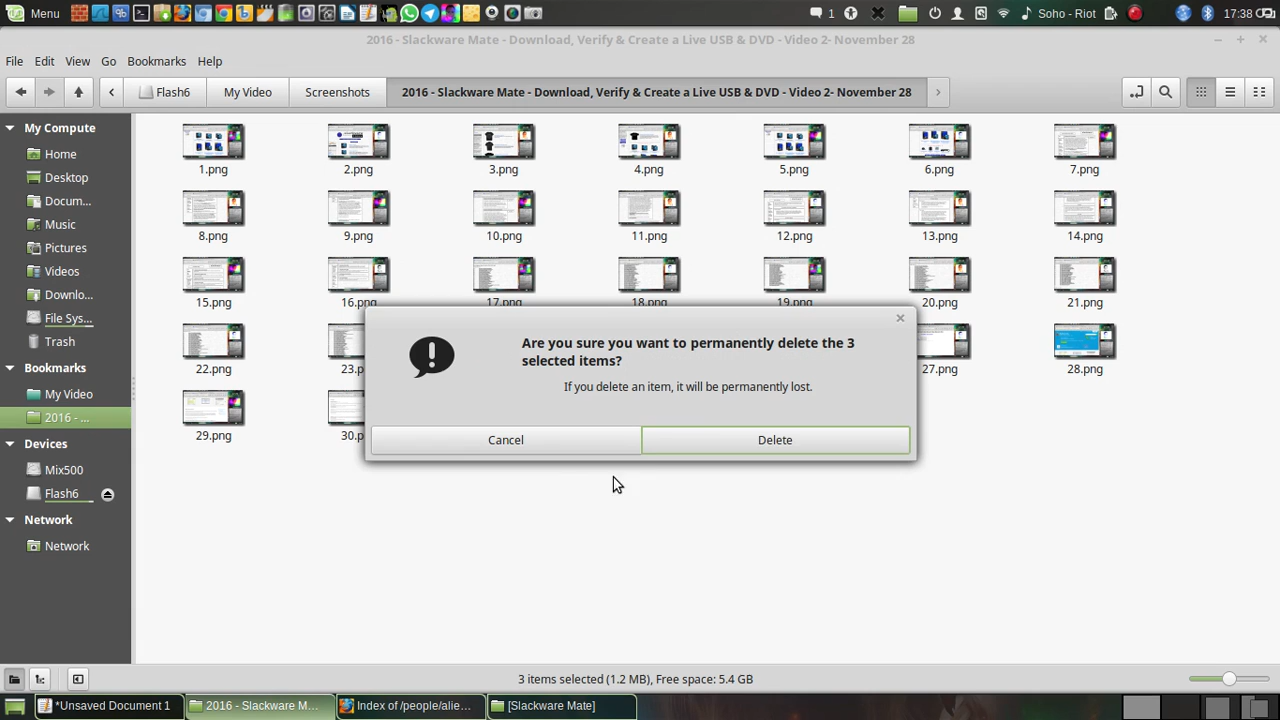 Menu
1
Soho - Riot
17:38
2016 - Slackware Mate - Download, Verify & Create a Live USB & DVD - Video 2- November 28
File Edit View Go Bookmarks Help
Flash6 My Video Screenshots 2016 - Slackware Mate - Download, Verify & Create a Live USB & DVD - Video 2- November 28
My Compute
Home
Desktop
Docum...
Music
Pictures
Videos
Downlo...
File Sys...
Trash
Bookmarks
My Video
2016 - ...
Devices
Mix500
Flash6
Network
Network
1.png 2.png 3.png 4.png 5.png 6.png 7.png
8.png 9.png 10.png 11.png 12.png 13.png 14.png
15.png 16.png 17.png 18.png 19.png 20.png 21.png
22.png 23.p 27.png 28.png
29.png 30.p
Are you sure you want to permanently delete the 3
selected items?
If you delete an item, it will be permanently lost.
Cancel Delete
3 items selected (1.2 MB), Free space: 5.4 GB
*Unsaved Document 1 2016 - Slackware M... Index of /people/alie... [Slackware Mate]